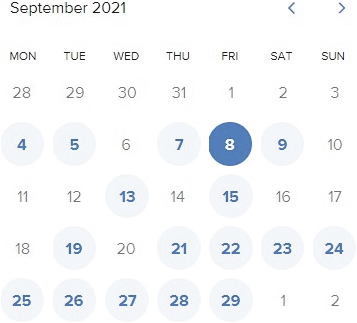 September 2021
MON TUE WED THU FRI SAT SUN
28 29 30 31 1 2 3
4 5 6 7 8 9 10
11 12 13 14 15 16 17
18 19 20 21 22 23 24
25 26 27 28 29 1 2